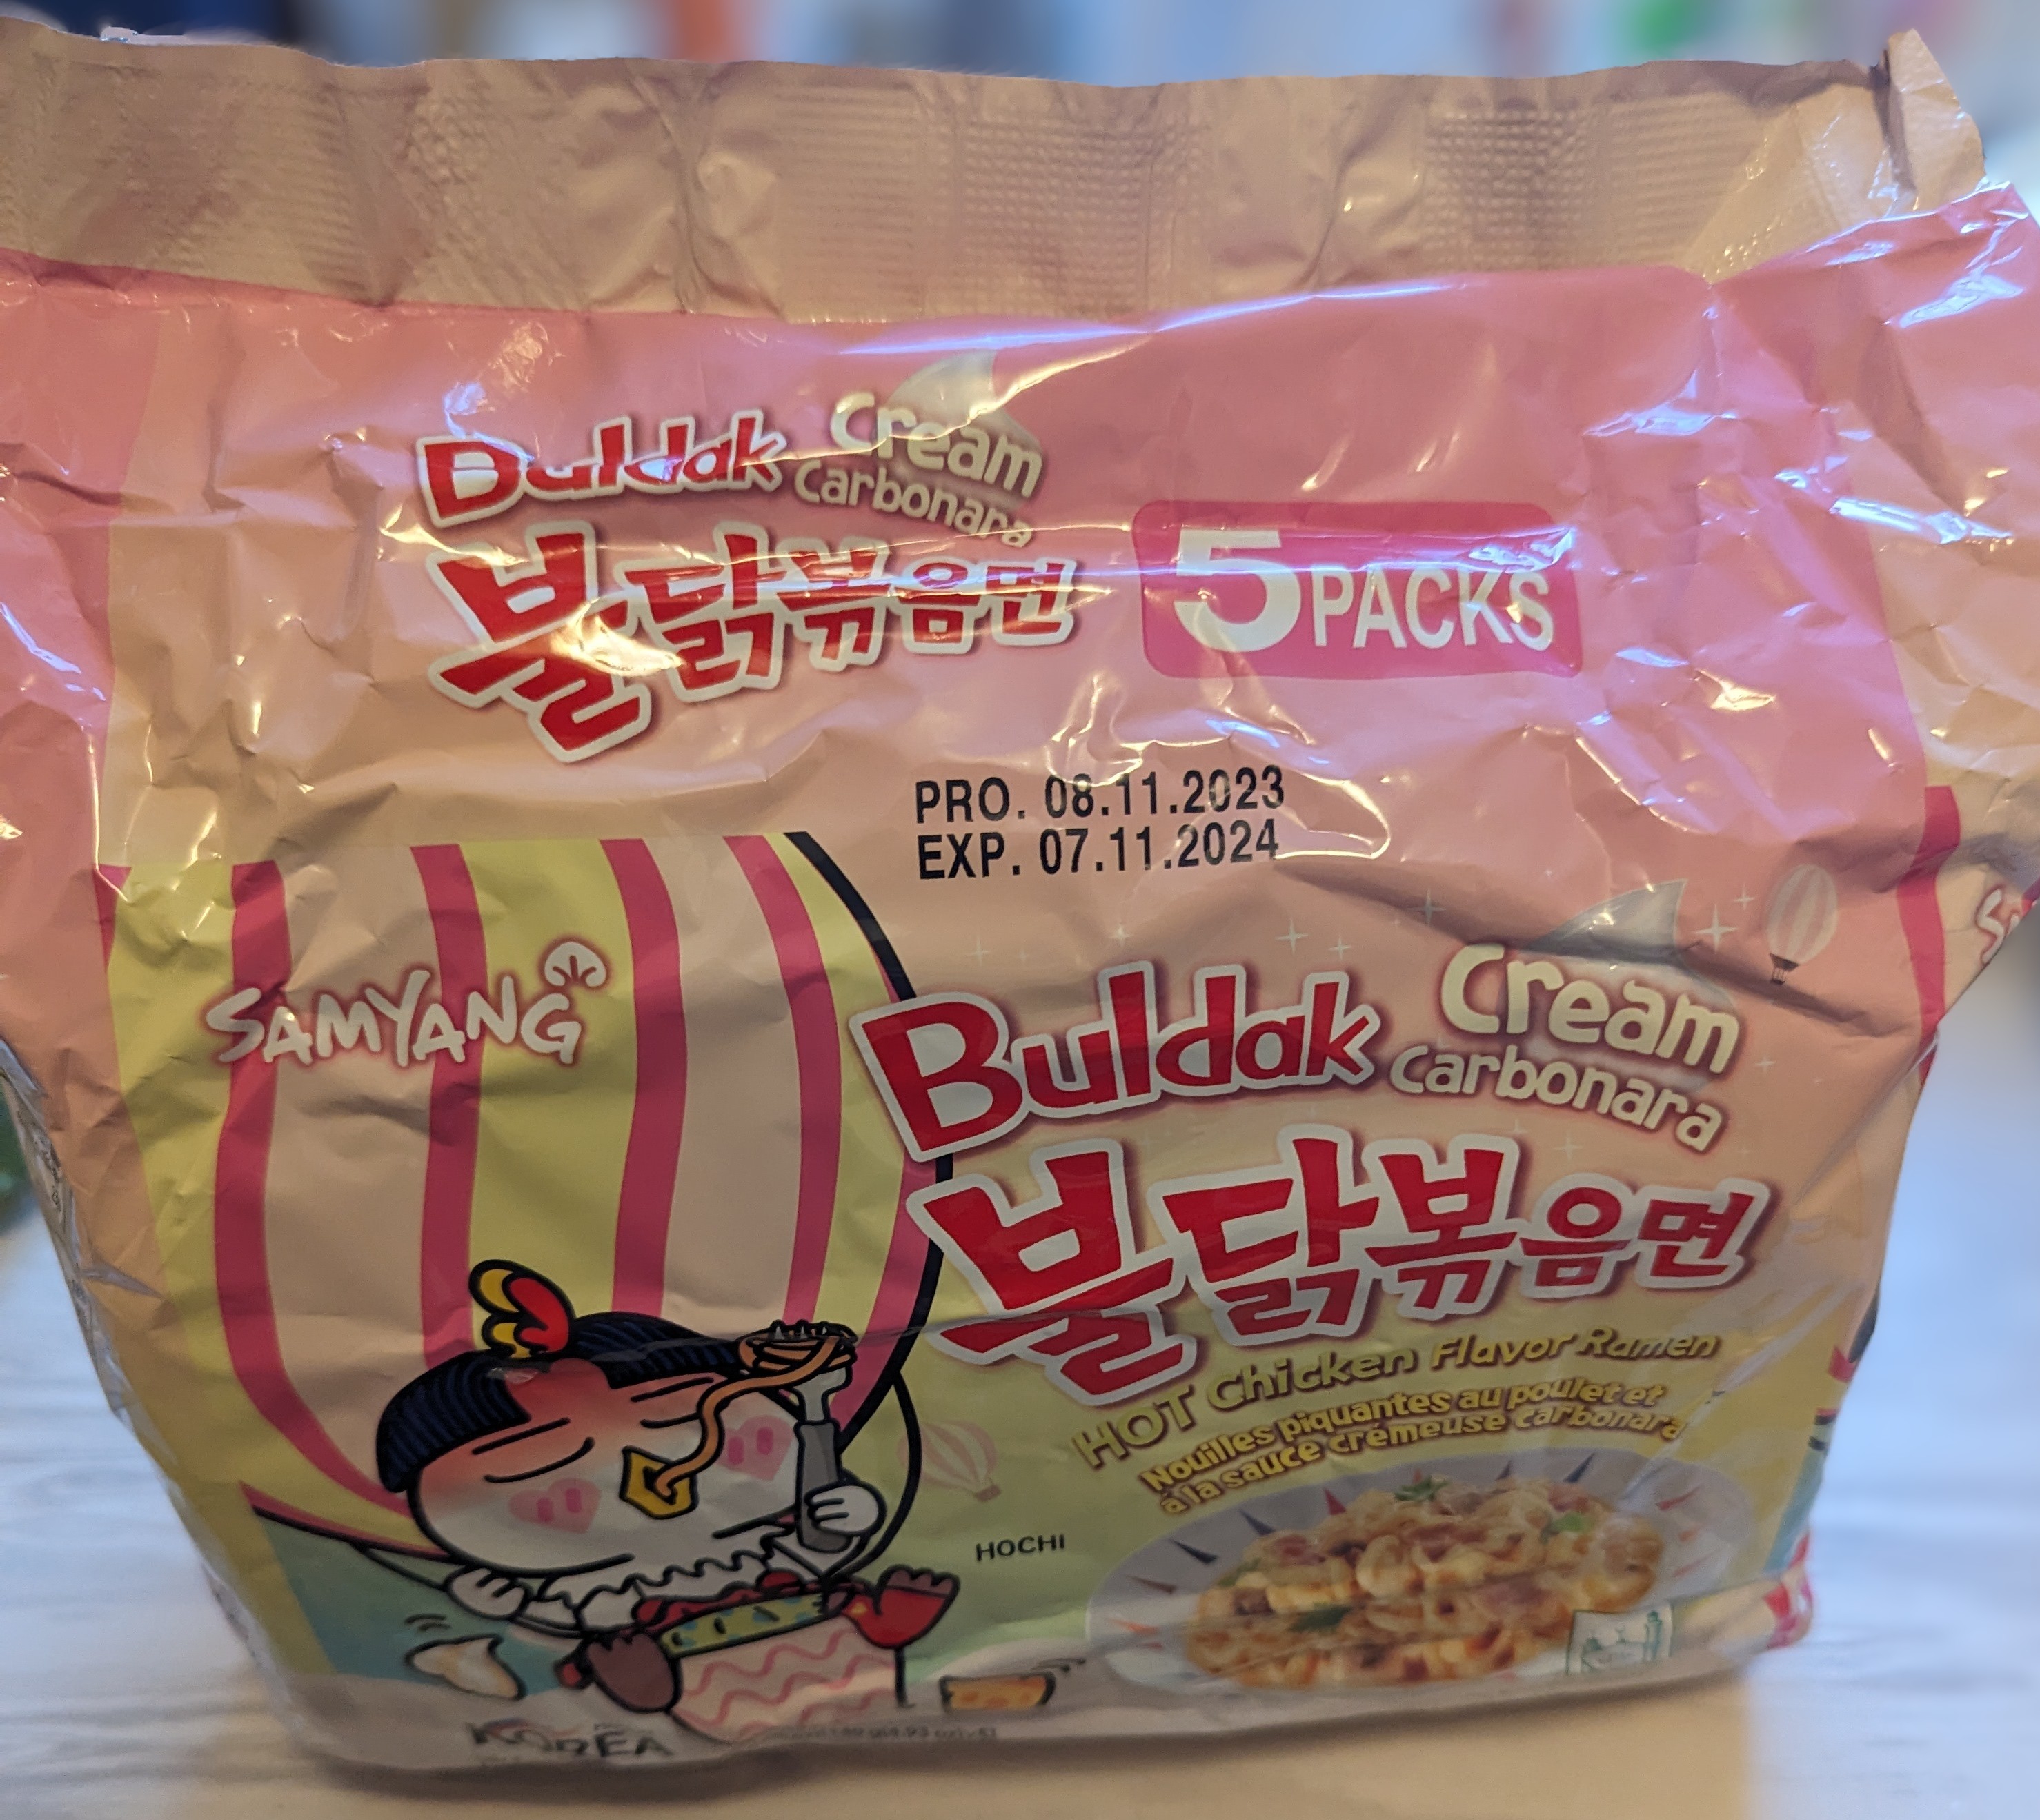 Buldak Cream
Carbonara
불닭볶음면
5 PACKS
PRO. 08.11.2023
EXP. 07.11.2024
SAMYANG
Buldak Cream
Carbonara
불닭볶음면
HOT Chicken Flavor Ramen
Nouilles piquantes au poulet et
à la sauce crémeuse carbonara
HOCHI
KOREA